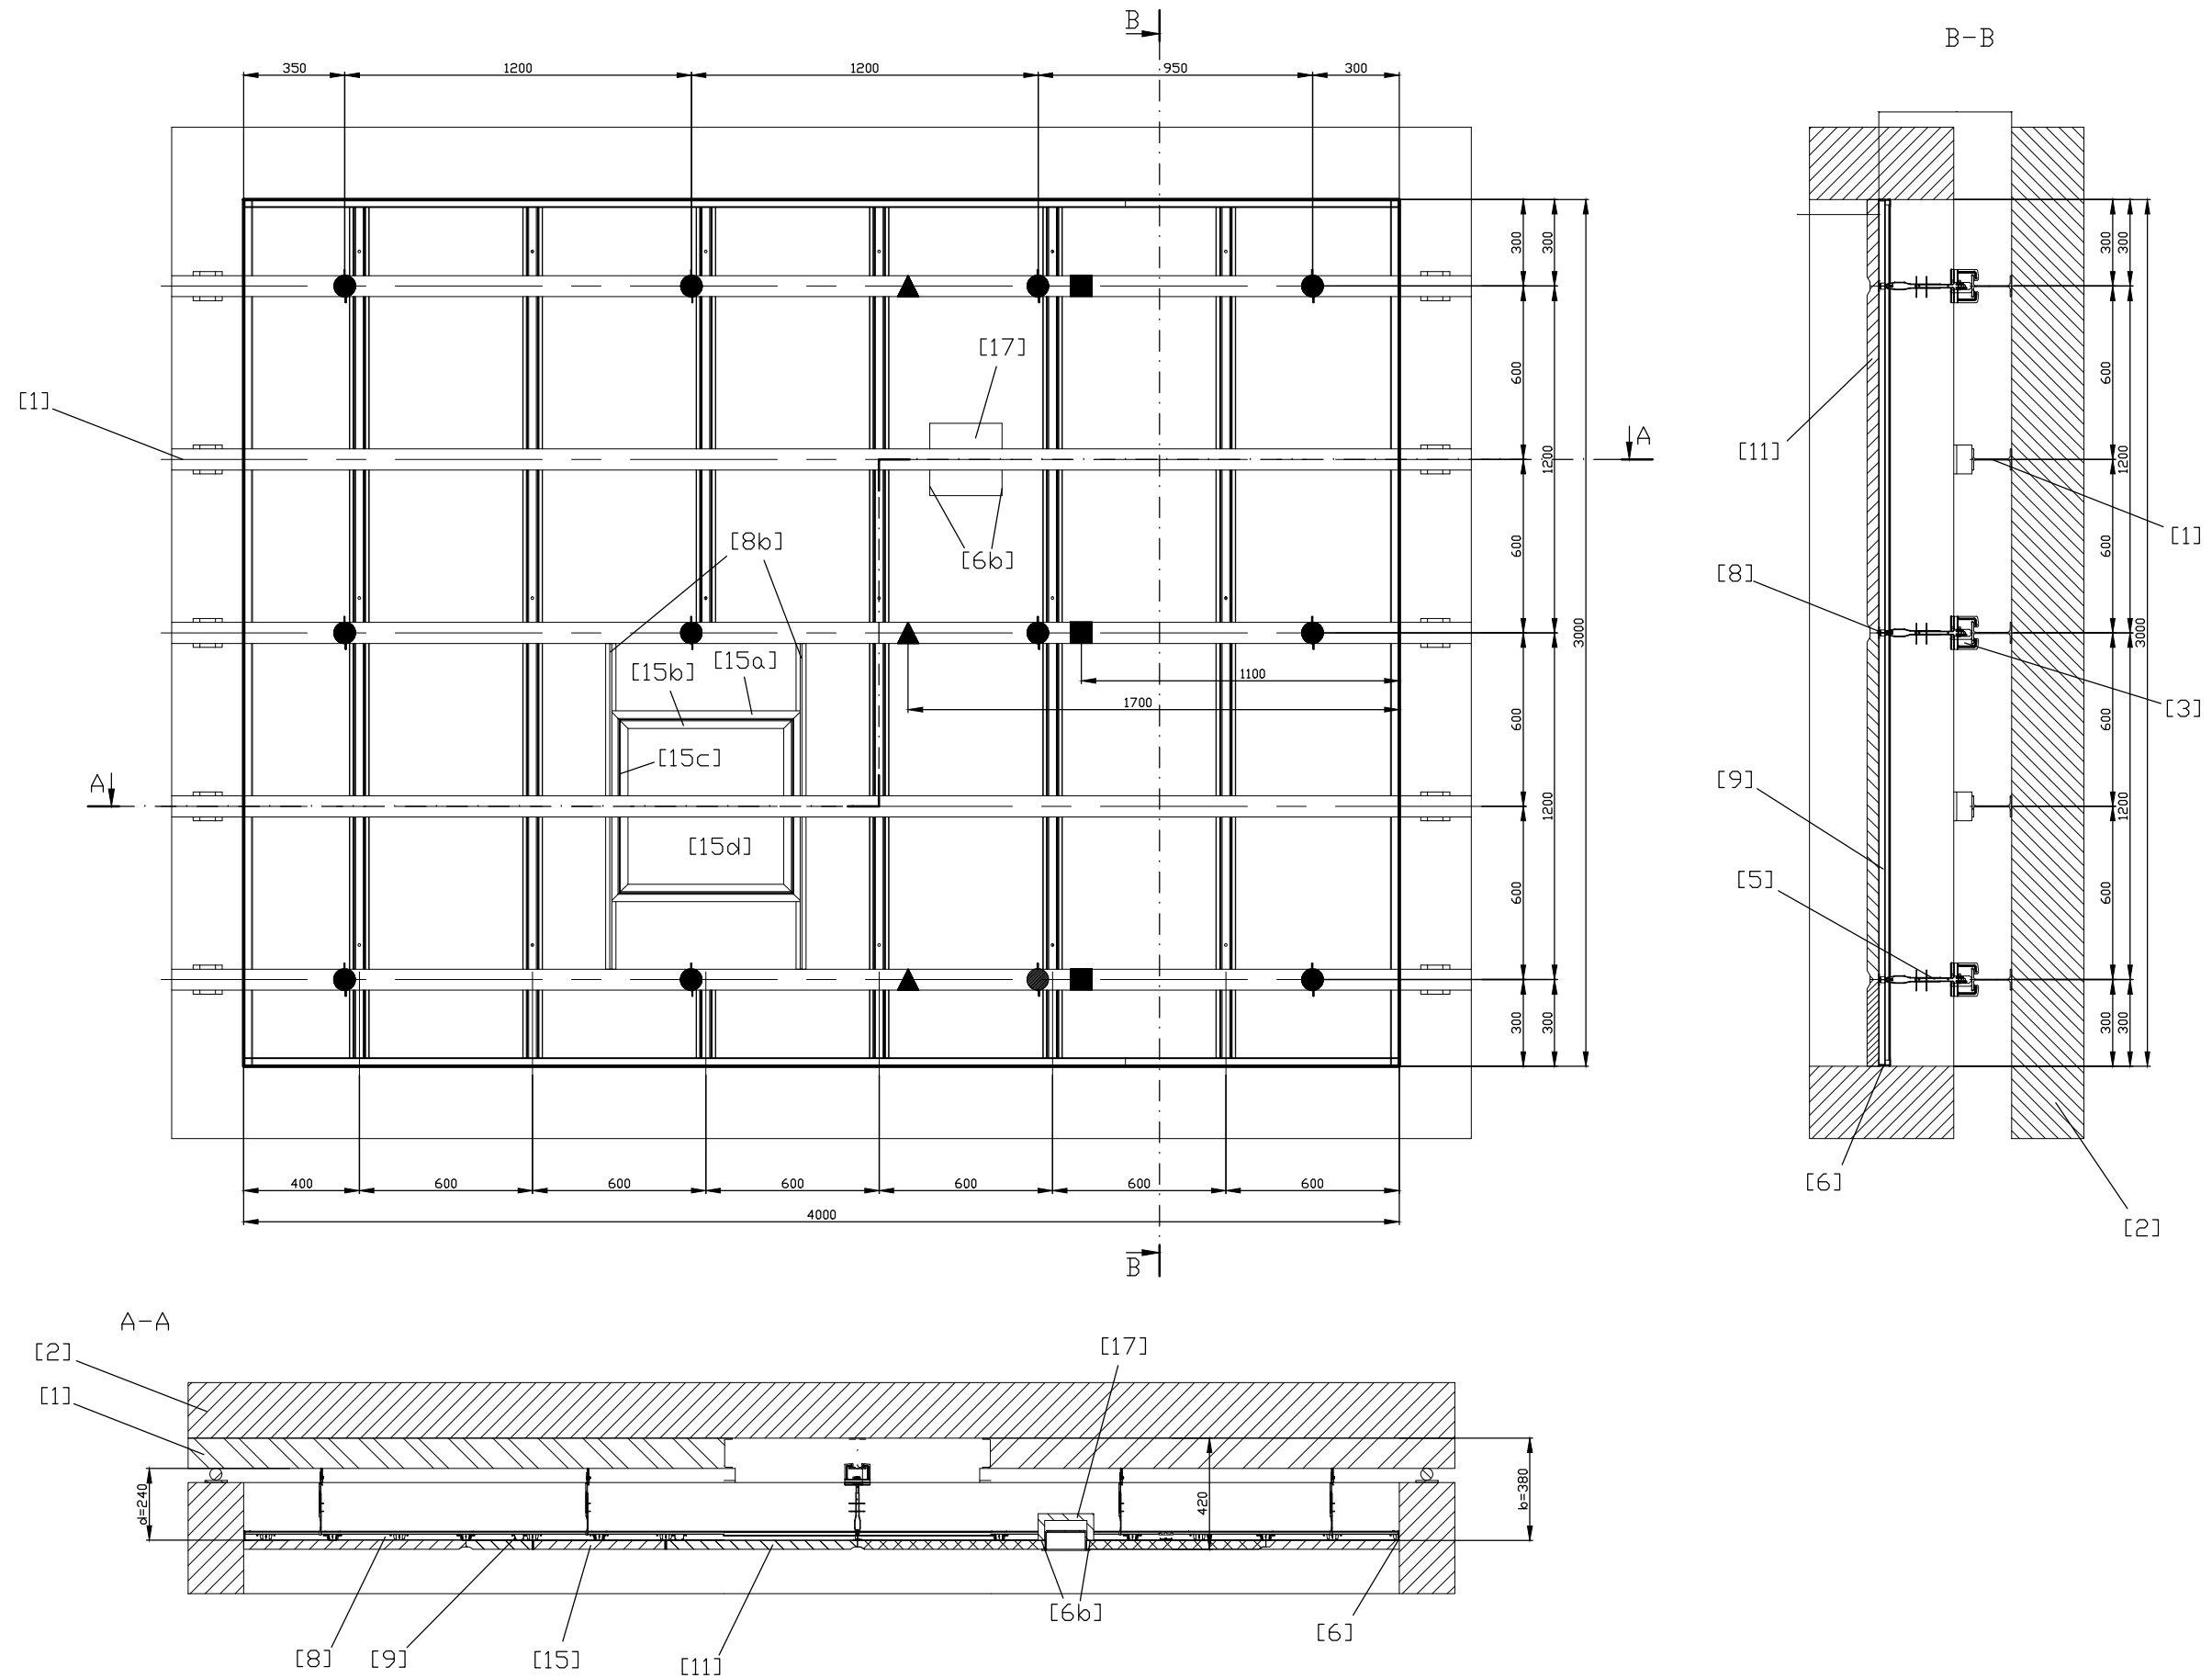 B
B-B
350 1200 1200 950 300
300 300 300 300
[17]
600 600
[1] A
1200 [11] 1200
[8b] 600 [6b] 600 [1]
[8]
3000 3000
[15b] [15a]
1100
1700 600 600 [3]
[15c]
A [9]
1200 1200
[15d]
[5] 600 600
300 300 300 300
400 600 600 600 600 600 600
[6]
4000
[2]
B
A-A
[2] [17]
[1]
d=240 420 b=380
[6b]
[6]
[8] [9] [15] [11]